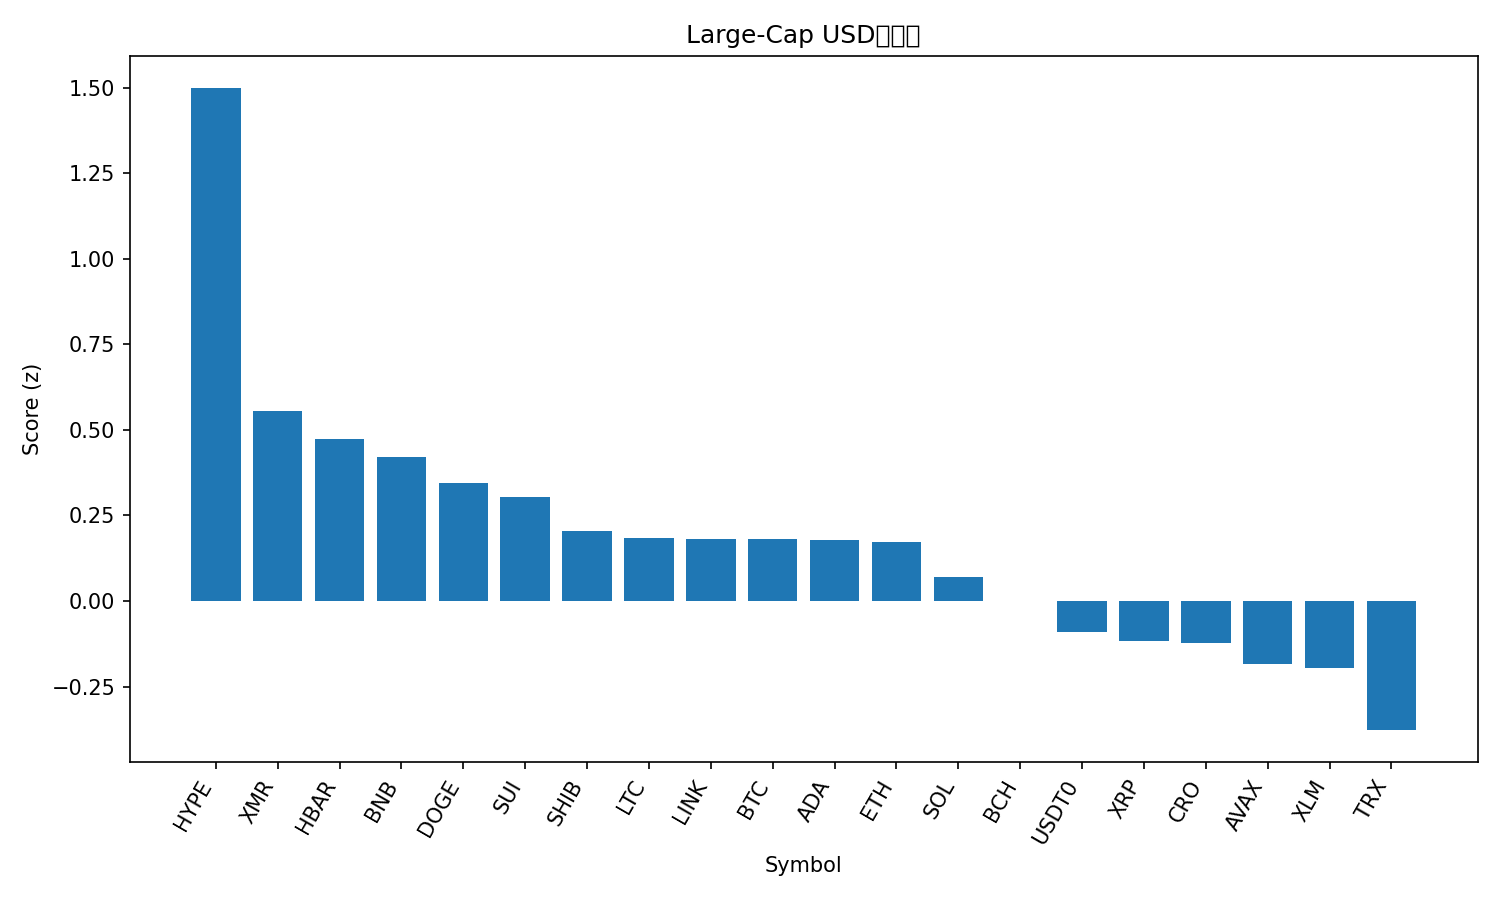 Large-Cap USD
Score (z)
1.50
1.25
1.00
0.75
0.50
0.25
0.00
−0.25
HYPE
XMR
HBAR
BNB
DOGE
SUI
SHIB
LTC
LINK
BTC
ADA
ETH
SOL
BCH
USDT0
XRP
CRO
AVAX
XLM
TRX
Symbol